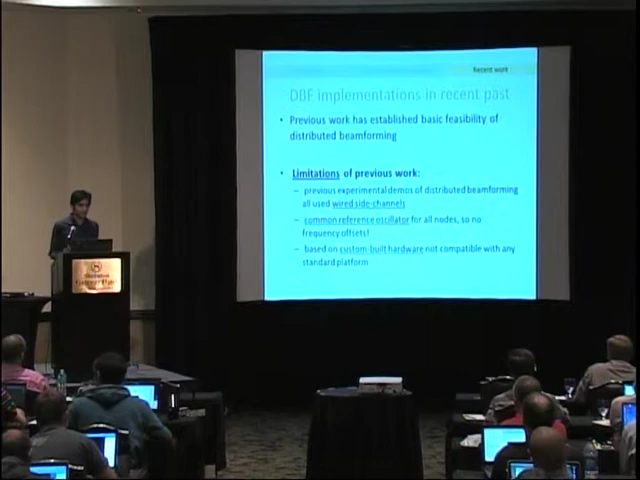 Recent work
DBF implementations in recent past
• Previous work has established basic feasibility of
distributed beamforming
• Limitations of previous work:
– previous experimental demos of distributed beamforming
all used wired side-channels
– common reference oscillator for all nodes, so no
frequency offsets!
– based on custom-built hardware not compatible with any
standard platform
Sheraton